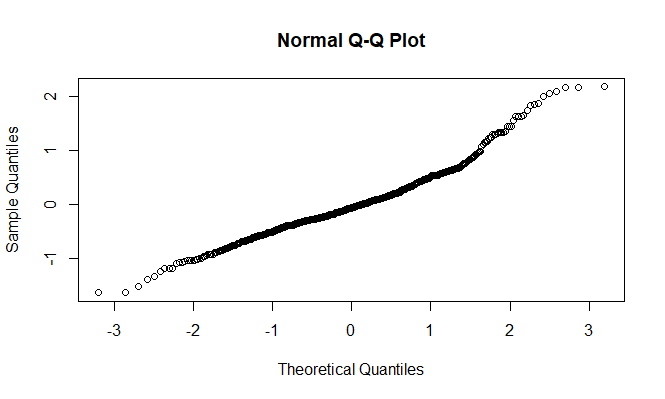 Normal Q-Q Plot
Sample Quantiles
2
1
0
-1
-3 -2 -1 0 1 2 3
Theoretical Quantiles